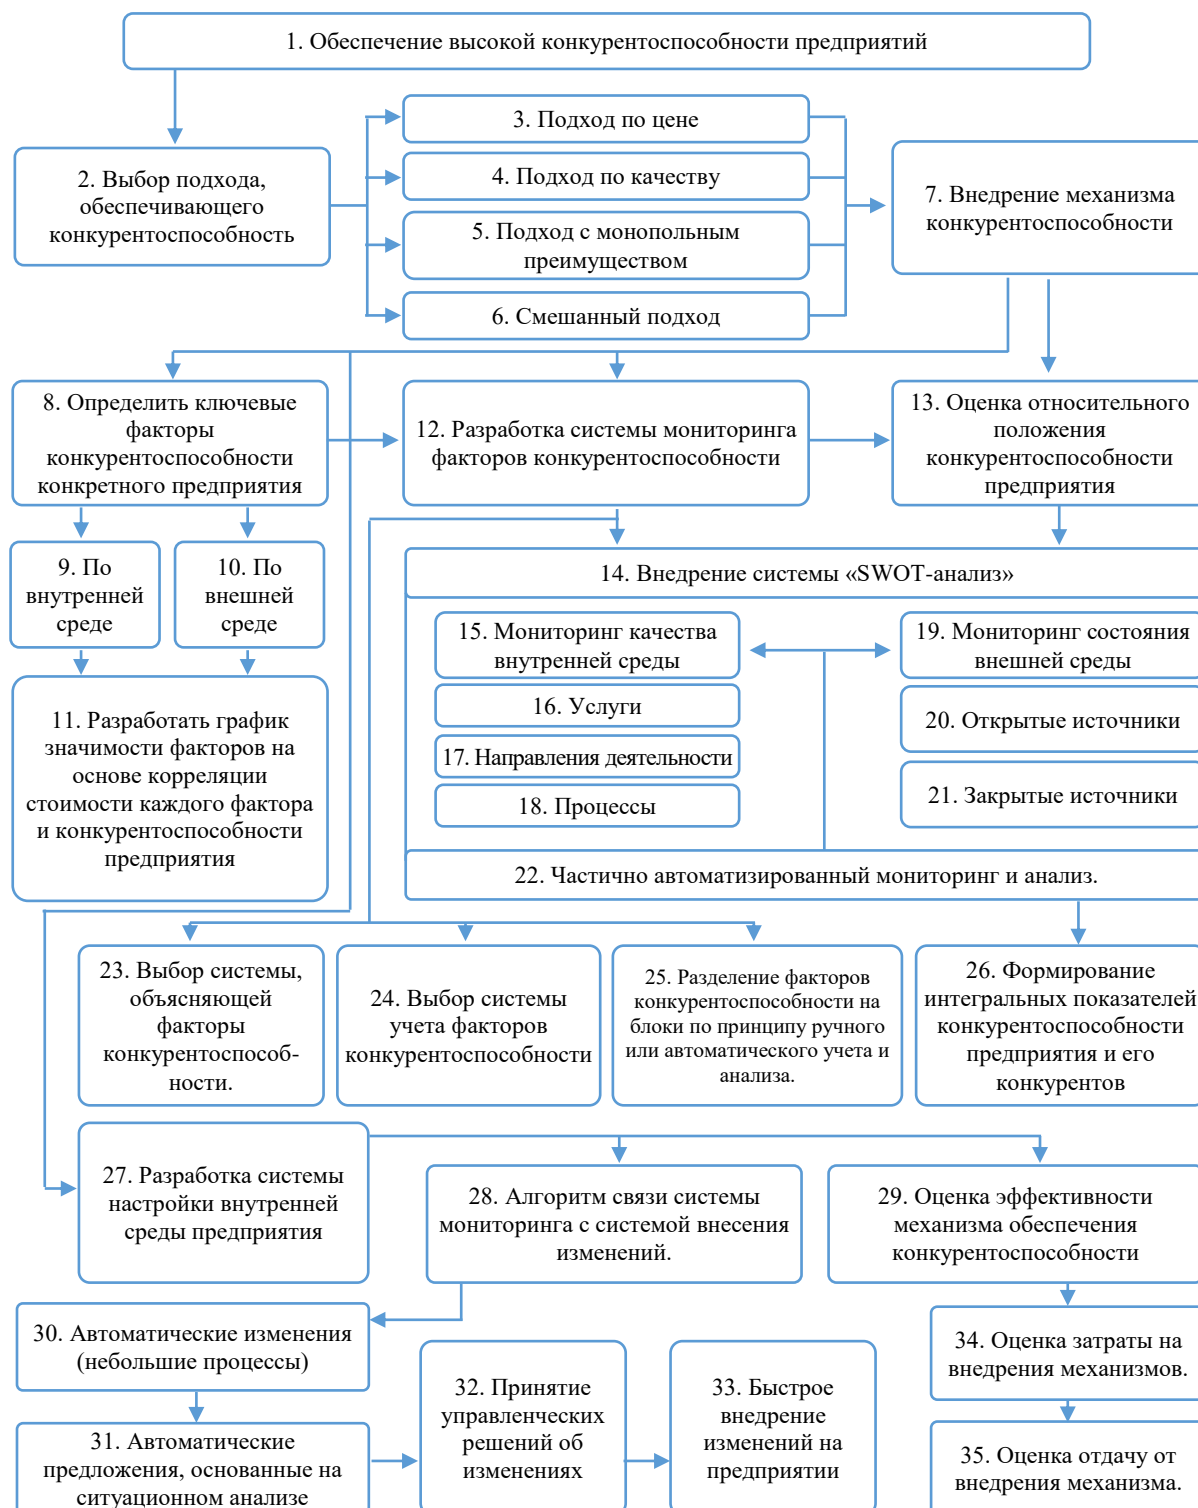 1. Обеспечение высокой конкурентоспособности предприятий
2. Выбор подхода,
обеспечивающего
конкурентоспособность
3. Подход по цене
4. Подход по качеству
5. Подход с монопольным
преимуществом
6. Смешанный подход
7. Внедрение механизма
конкурентоспособности
8. Определить ключевые
факторы
конкурентоспособности
конкретного предприятия
9. По
внутренней
среде
10. По
внешней
среде
11. Разработать график
значимости факторов на
основе корреляции
стоимости каждого фактора
и конкурентоспособности
предприятия
12. Разработка системы мониторинга
факторов конкурентоспособности
13. Оценка относительного
положения
конкурентоспособности
предприятия
14. Внедрение системы «SWOT-анализ»
15. Мониторинг качества
внутренней среды
16. Услуги
17. Направления деятельности
18. Процессы
19. Мониторинг состояния
внешней среды
20. Открытые источники
21. Закрытые источники
22. Частично автоматизированный мониторинг и анализ.
23. Выбор системы,
объясняющей
факторы
конкурентоспособ-
ности.
24. Выбор системы
учета факторов
конкурентоспособности
25. Разделение факторов
конкурентоспособности на
блоки по принципу ручного
или автоматического учета и
анализа.
26. Формирование
интегральных показателей
конкурентоспособности
предприятия и его
конкурентов
27. Разработка системы
настройки внутренней
среды предприятия
28. Алгоритм связи системы
мониторинга с системой внесения
изменений.
29. Оценка эффективности
механизма обеспечения
конкурентоспособности
30. Автоматические изменения
(небольшие процессы)
31. Автоматические
предложения, основанные на
ситуационном анализе
32. Принятие
управленческих
решений об
изменениях
33. Быстрое
внедрение
изменений на
предприятии
34. Оценка затраты на
внедрения механизмов.
35. Оценка отдачу от
внедрения механизма.